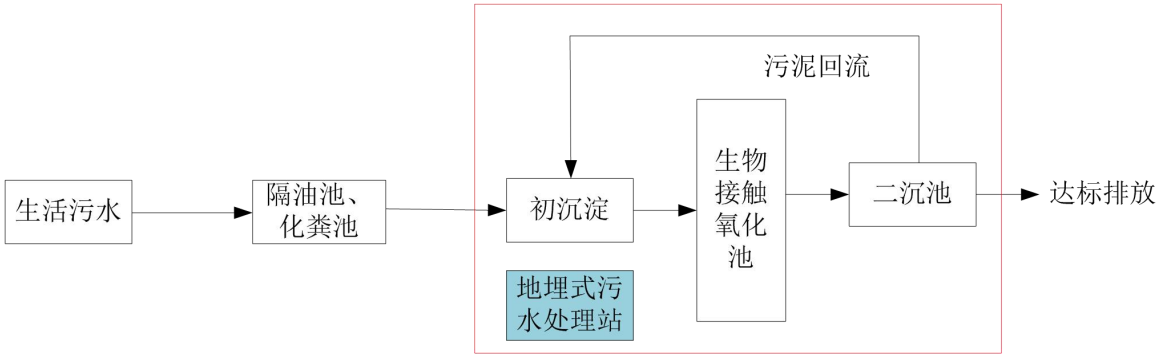 污泥回流
生活污水
隔油池、
化粪池
初沉淀
生物
接触
氧化
池
二沉池
达标排放
地埋式污
水处理站